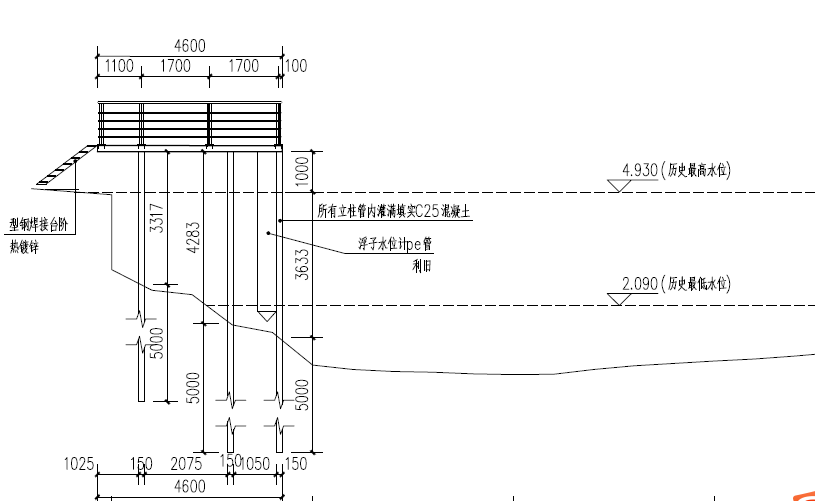 4600
1100 1700 1700 100
4.930(历史最高水位)
1000
3317
4283
所有立柱管内灌满填实C25混凝土
型钢焊接台阶
热镀锌
浮子水位计pe管
利旧
3633
2.090(历史最低水位)
5000
5000
5000
1025 150 2075 150 1050 150
4600